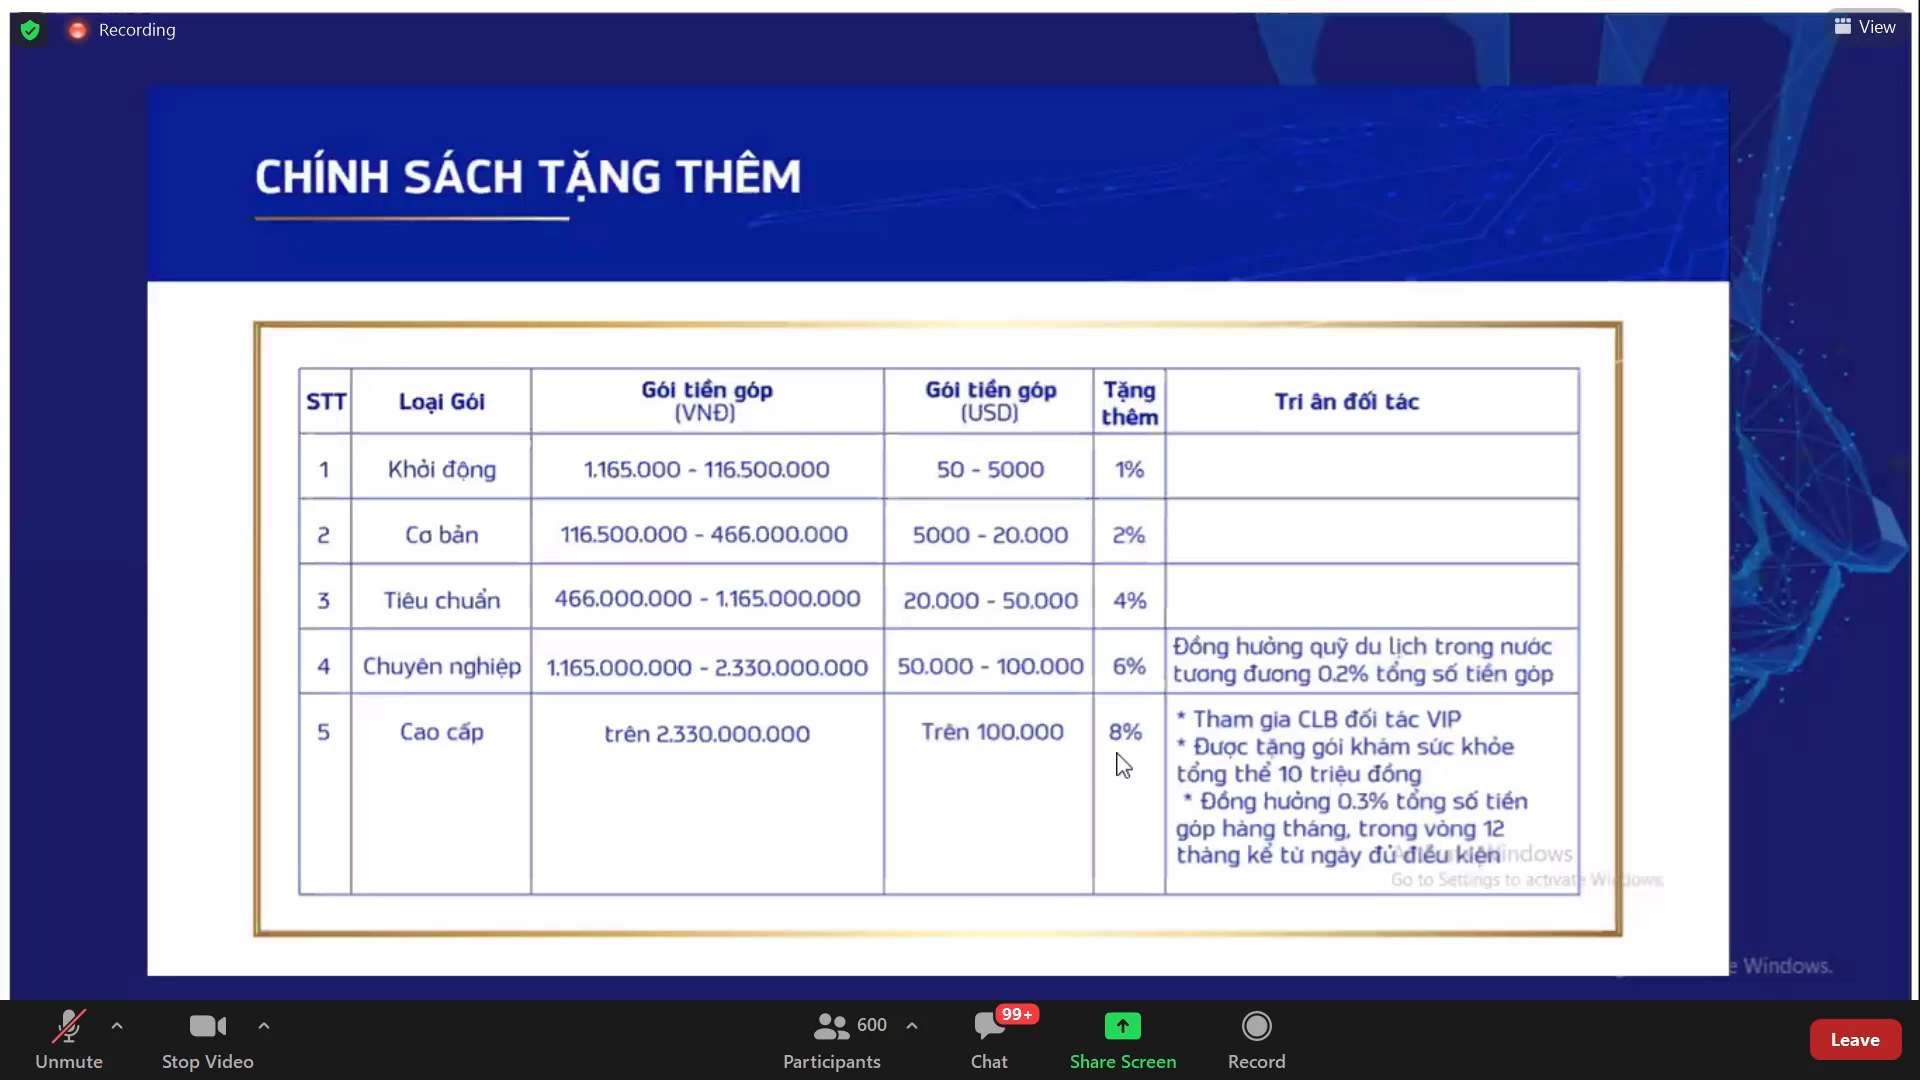 Recording
View
CHÍNH SÁCH TẶNG THÊM
STT
Loại Gói
Gói tiền góp
(VNĐ)
Gói tiền góp
(USD)
Tặng
thêm
Tri ân đối tác
1
Khởi động
1.165.000 - 116.500.000
50 - 5000
1%
2
Cơ bản
116.500.000 - 466.000.000
5000 - 20.000
2%
3
Tiêu chuẩn
466.000.000 - 1.165.000.000
20.000 - 50.000
4%
4
Chuyên nghiệp
1.165.000.000 - 2.330.000.000
50.000 - 100.000
6%
Đồng hưởng quỹ du lịch trong nước
tương đương 0.2% tổng số tiền góp
5
Cao cấp
trên 2.330.000.000
Trên 100.000
8%
* Tham gia CLB đối tác VIP
* Được tặng gói khám sức khỏe
tổng thể 10 triệu đồng
* Đồng hưởng 0.3% tổng số tiền
góp hàng tháng, trong vòng 12
tháng kể từ ngày đủ điều kiện
Windows
Go to Settings to activate Windows.
Windows.
Unmute
Stop Video
600
Participants
99+
Chat
Share Screen
Record
Leave